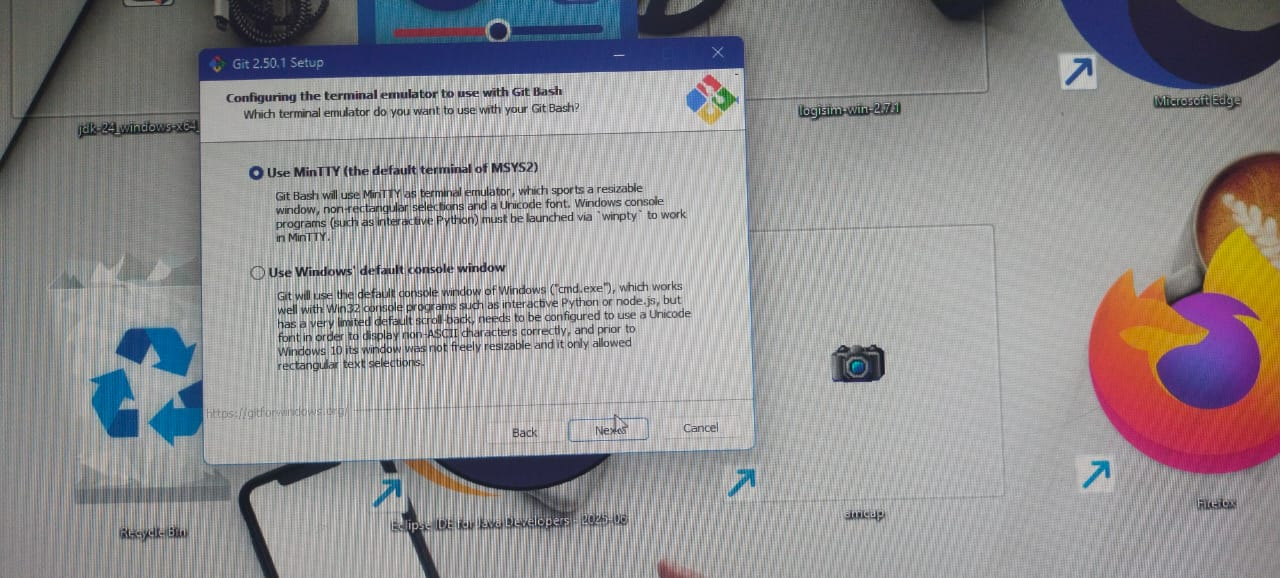 Git 2.50.1 Setup
Configuring the terminal emulator to use with Git Bash
Which terminal emulator do you want to use with your Git Bash?
Use MinTTY (the default terminal of MSYS2)
Git Bash will use MinTTY as terminal emulator, which sports a resizable
window, non-rectangular selections and a Unicode font. Windows console
programs (such as interactive Python) must be launched via `winpty` to work
in MinTTY.
Use Windows' default console window
Git will use the default console window of Windows ("cmd.exe"), which works
well with Win32 console programs such as interactive Python or node.js, but
has a very limited default scroll-back, needs to be configured to use a Unicode
font in order to display non-ASCII characters correctly, and prior to
Windows 10 its window was not freely resizable and it only allowed
rectangular text selections.
https://gitforwindows.org/
Back
Next
Cancel
jdk-24_windows-x64_
logisim-win-2.7.1
Microsoft Edge
Recycle Bin
Eclipse IDE for Java Developers - 2025-06
amcap
Firefox